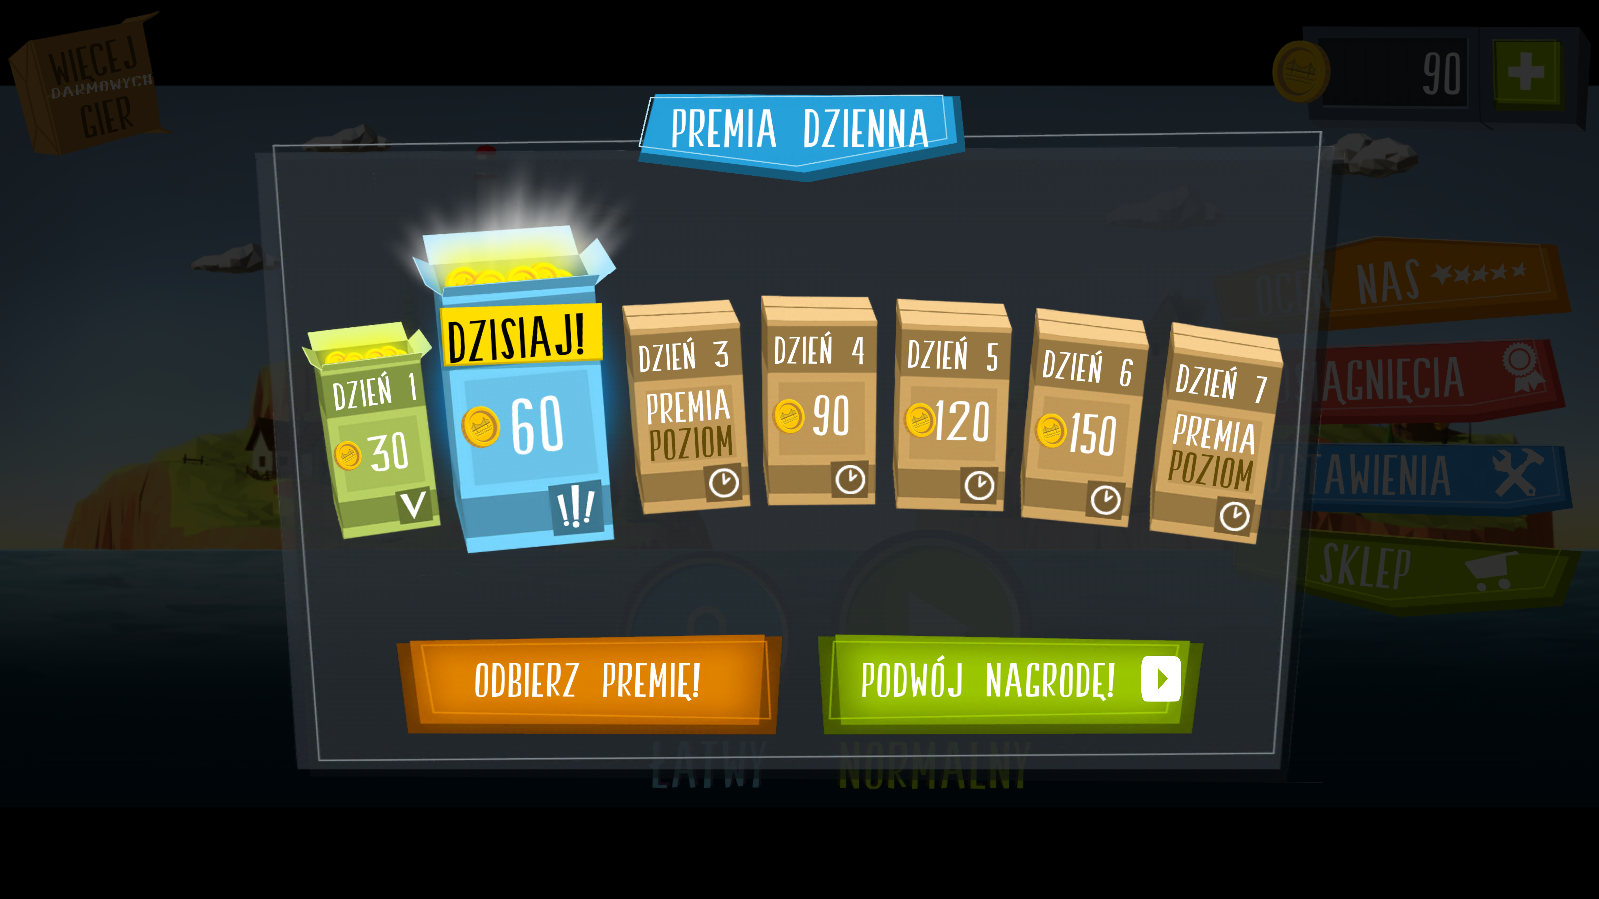 WIĘCEJ
DARMOWYCH
GIER
90
PREMIA DZIENNA
DZIEŃ 1
30
DZISIAJ!
60
DZIEŃ 3
PREMIA
POZIOM
DZIEŃ 4
90
DZIEŃ 5
120
DZIEŃ 6
150
DZIEŃ 7
PREMIA
POZIOM
OCEŃ NAS
SKLEP
ODBIERZ PREMIĘ!
PODWÓJ NAGRODĘ!
ŁATWY
NORMALNY